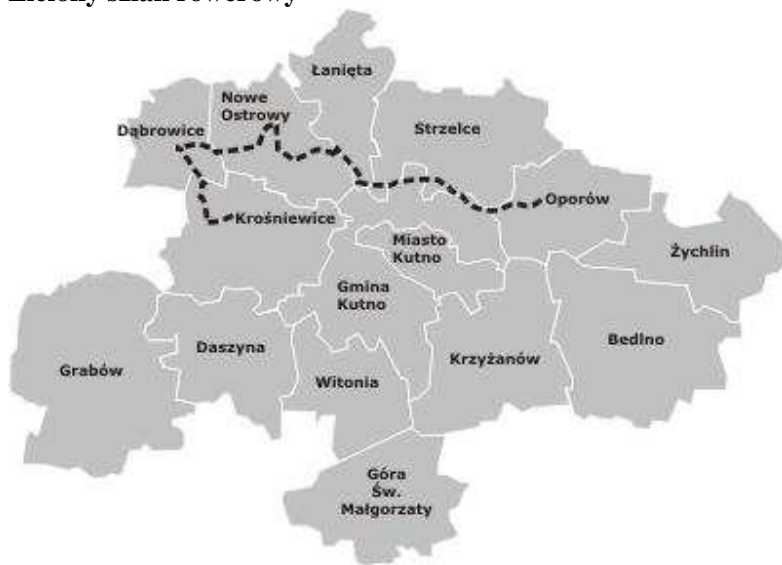 Łanięta
Nowe
Ostrowy
Strzelce
Dąbrowice
Oporów
Krośniewice
Miasto
Kutno
Żychlin
Gmina
Kutno
Bedlno
Daszyna
Krzyżanów
Grabów
Witonia
Góra
Św.
Małgorzaty